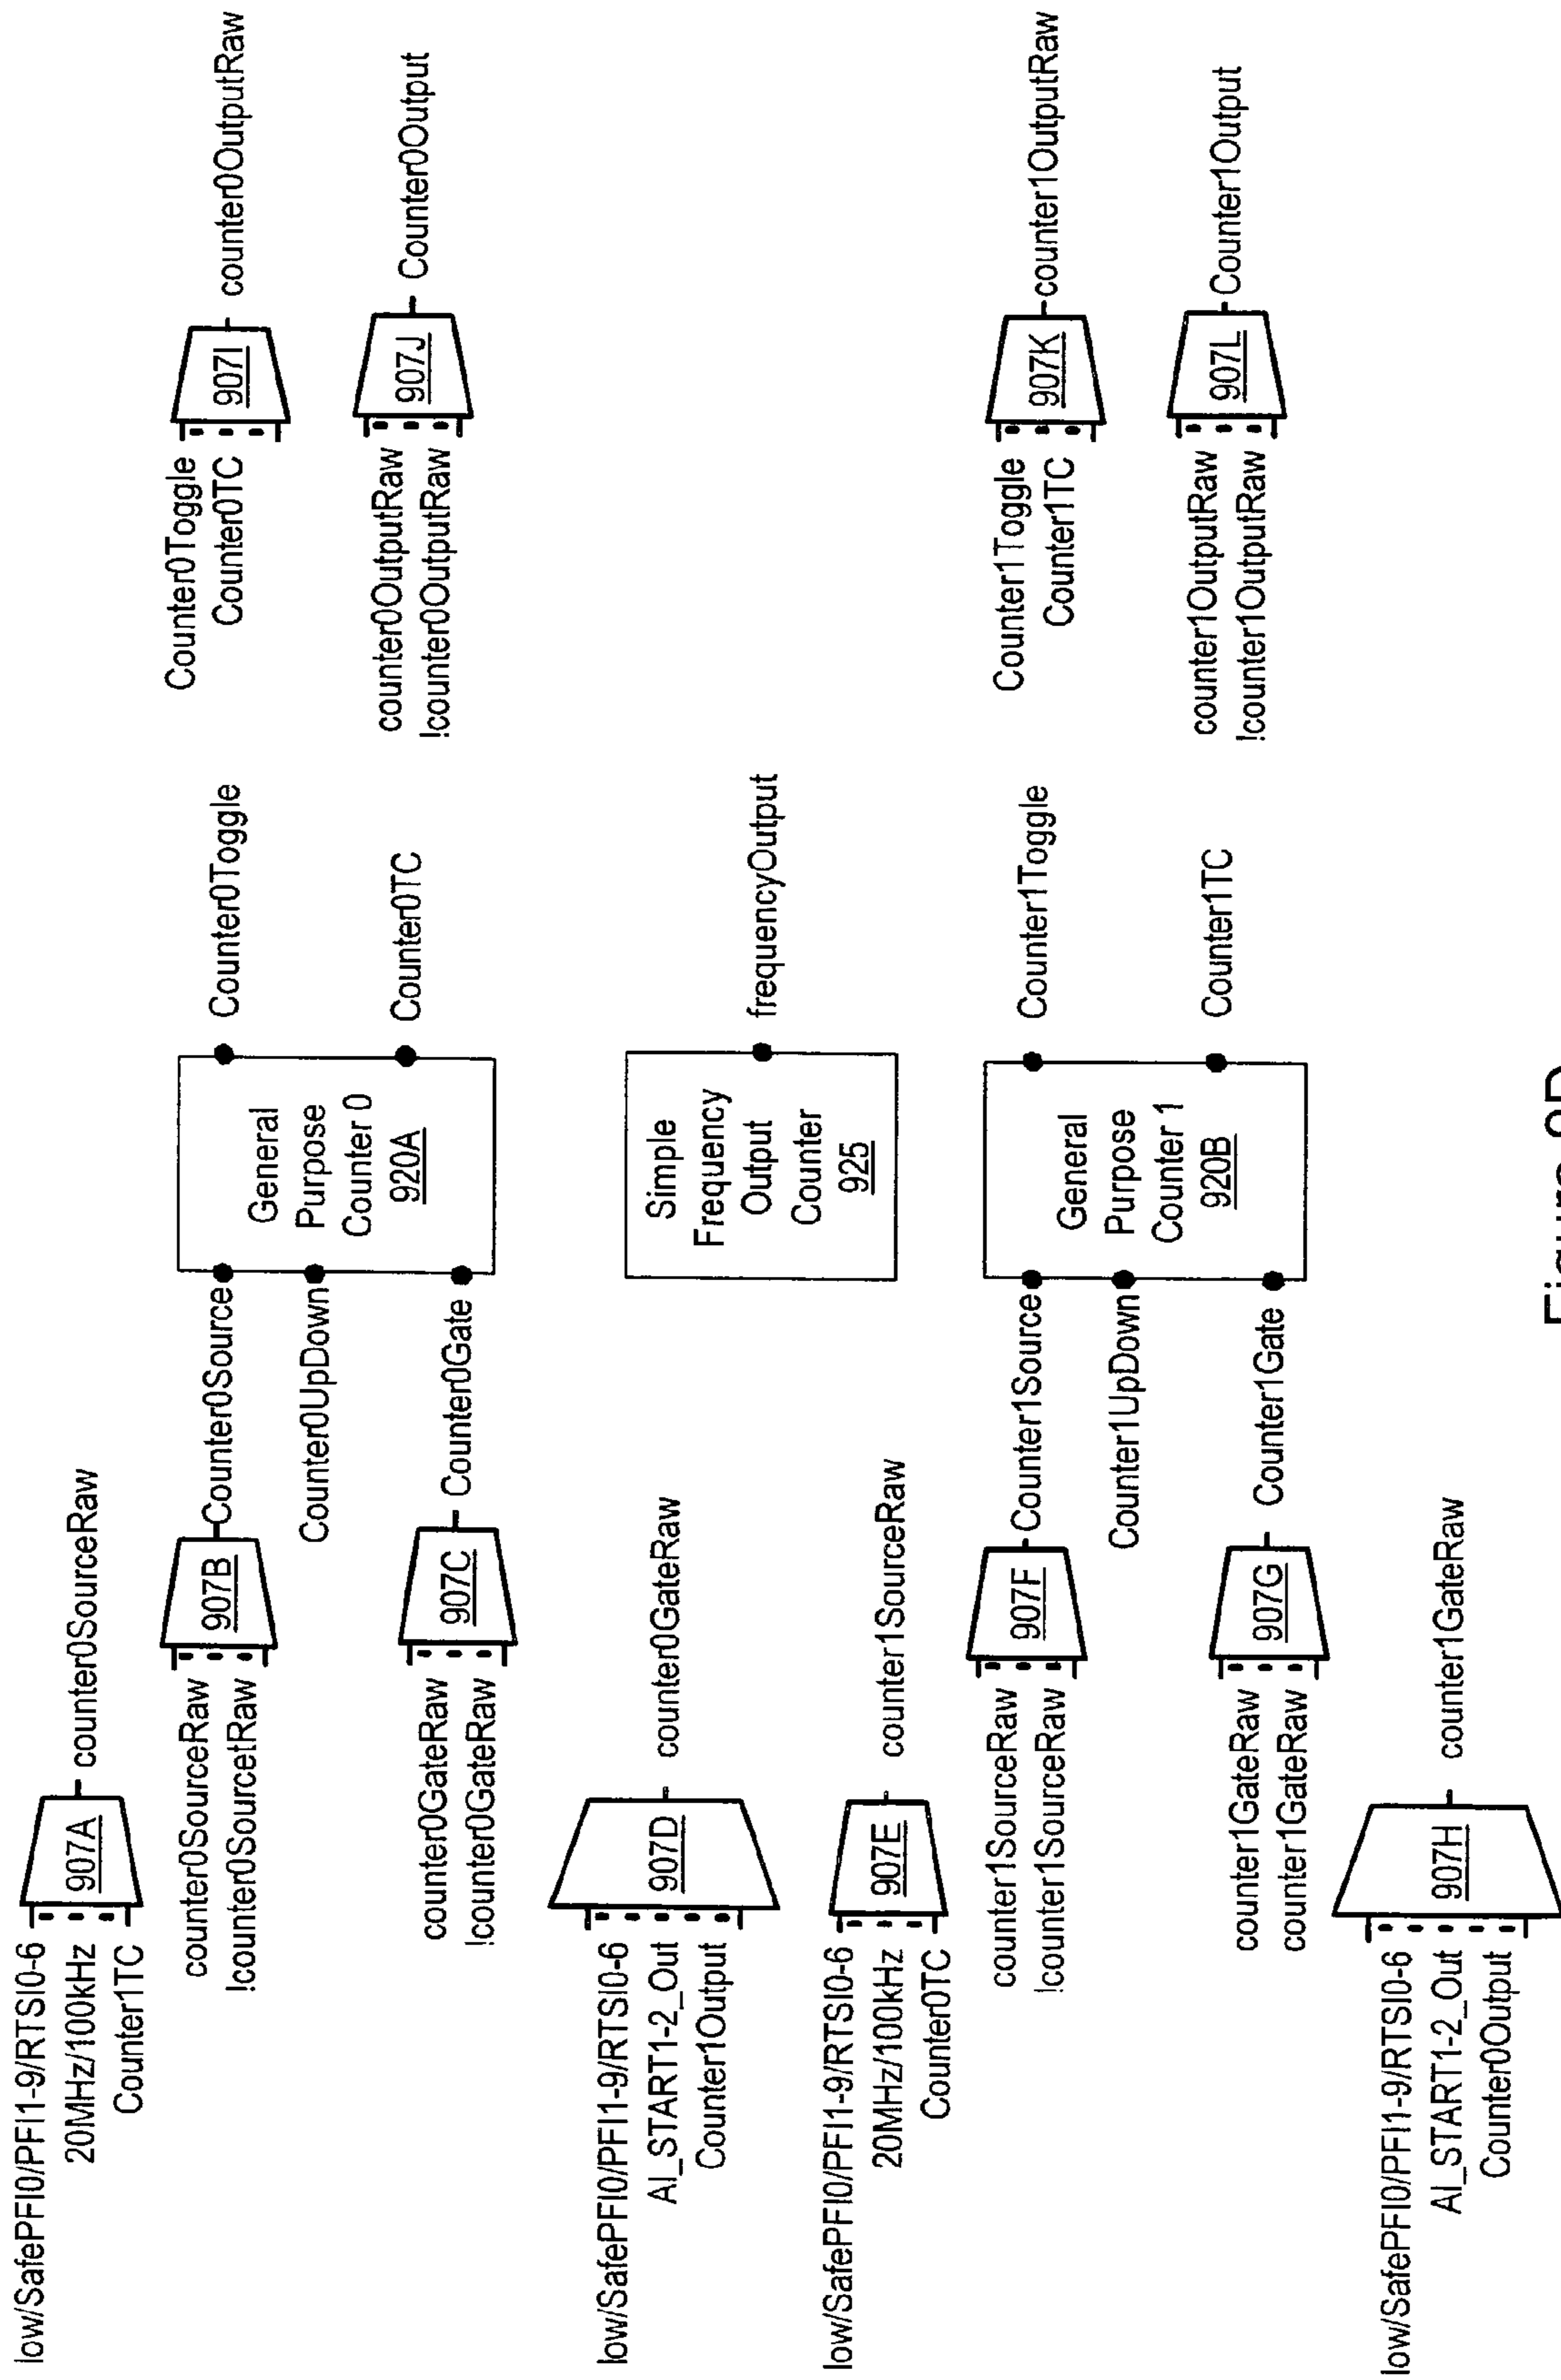 low/SafePFI0/PFI1-9/RTSI0-6
20MHz/100kHz
Counter1TC
907A
counter0SourceRaw
counter0SourceRaw
!counter0SourcetRaw
907B
Counter0Source
Counter0UpDown
counter0GateRaw
!counter0GateRaw
907C
Counter0Gate
General
Purpose
Counter 0
920A
Counter0Toggle
Counter0TC
Counter0Toggle
Counter0TC
907I
counter0OutputRaw
counter0OutputRaw
!counter0OutputRaw
907J
Counter0Output
low/SafePFI0/PFI1-9/RTSI0-6
AI_START1-2_Out
Counter1Output
907D
counter0GateRaw
Simple
Frequency
Output
Counter
925
frequencyOutput
low/SafePFI0/PFI1-9/RTSI0-6
20MHz/100kHz
Counter0TC
907E
counter1SourceRaw
counter1SourceRaw
!counter1SourceRaw
907F
Counter1Source
Counter1UpDown
counter1GateRaw
counter1GateRaw
907G
Counter1Gate
General
Purpose
Counter 1
920B
Counter1Toggle
Counter1TC
Counter1Toggle
Counter1TC
907K
counter1OutputRaw
counter1OutputRaw
!counter1OutputRaw
907L
Counter1Output
low/SafePFI0/PFI1-9/RTSI0-6
AI_START1-2_Out
Counter0Output
907H
counter1GateRaw
Figure